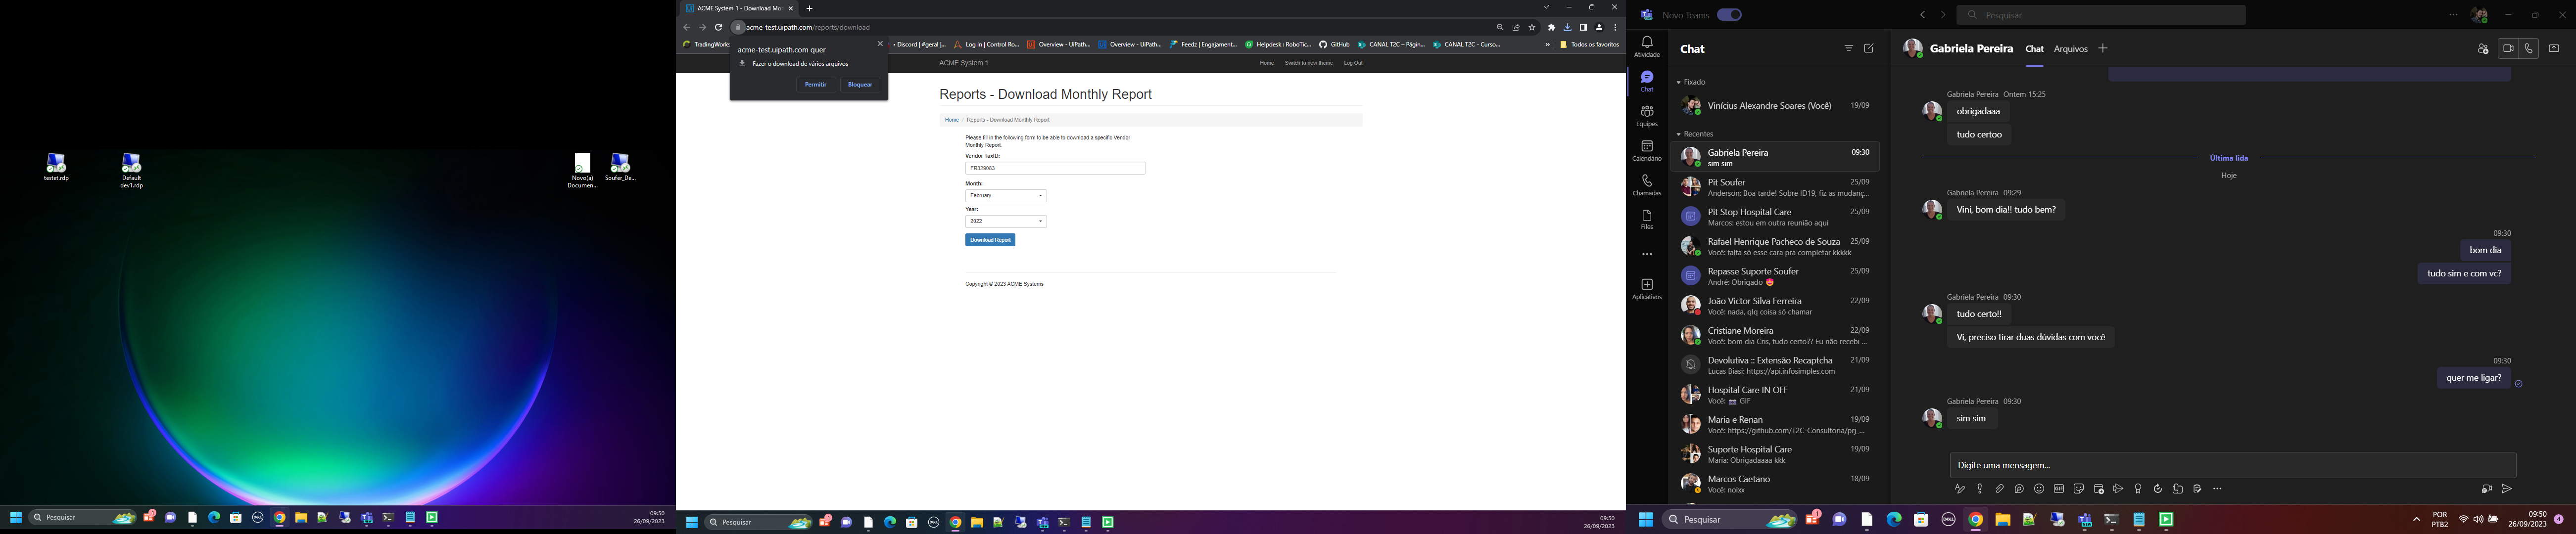 testet.rdp
Default
dev1.rdp
Novo(a)
Documen...
Soufer_De...
Pesquisar
09:50
26/09/2023
ACME System 1 - Download Mon
acme-test.uipath.com/reports/download
TradingWorks
• Discord | #geral |...
Log in | Control Ro...
Overview - UiPath...
Overview - UiPath...
Feedz | Engajament...
Helpdesk : RoboTic...
GitHub
CANAL T2C – Págin...
CANAL T2C - Curso...
»
Todos os favoritos
acme-test.uipath.com quer
Fazer o download de vários arquivos
Permitir
Bloquear
ACME System 1
Home
Switch to new theme
Log Out
Reports - Download Monthly Report
Home / Reports - Download Monthly Report
Please fill in the following form to be able to download a specific Vendor
Monthly Report.
Vendor TaxID:
FR329083
Month:
February
Year:
2022
Download Report
Copyright © 2023 ACME Systems
Pesquisar
09:50
26/09/2023
Novo Teams
Pesquisar
Atividade
Chat
Equipes
Calendário
Chamadas
Files
Aplicativos
Chat
Fixado
Vinícius Alexandre Soares (Você) 19/09
Recentes
Gabriela Pereira 09:30
sim sim
Pit Soufer 25/09
Anderson: Boa tarde! Sobre ID19, fiz as mudanç...
Pit Stop Hospital Care 25/09
Marcos: estou em outra reunião aqui
Rafael Henrique Pacheco de Souza 25/09
Você: falta só esse cara pra completar kkkkk
Repasse Suporte Soufer 25/09
André: Obrigado 😍
João Victor Silva Ferreira 22/09
Você: nada, qlq coisa só chamar
Cristiane Moreira 22/09
Você: bom dia Cris, tudo certo?? Eu não recebi ...
Devolutiva :: Extensão Recaptcha 21/09
Lucas Biasi: https://api.infosimples.com
Hospital Care IN OFF 21/09
Você: GIF
Maria e Renan 19/09
Você: https://github.com/T2C-Consultoria/prj_...
Suporte Hospital Care 19/09
Maria: Obrigadaaaa kkk
Marcos Caetano 18/09
Você: noixx
Gabriela Pereira Chat Arquivos
Gabriela Pereira Ontem 15:25
obrigadaaa
tudo certoo
Última lida
Hoje
Gabriela Pereira 09:29
Vini, bom dia!! tudo bem?
09:30
bom dia
tudo sim e com vc?
Gabriela Pereira 09:30
tudo certo!!
Vi, preciso tirar duas dúvidas com você
09:30
quer me ligar?
Gabriela Pereira 09:30
sim sim
Digite uma mensagem...
Pesquisar
POR
PTB2
09:50
26/09/2023
4